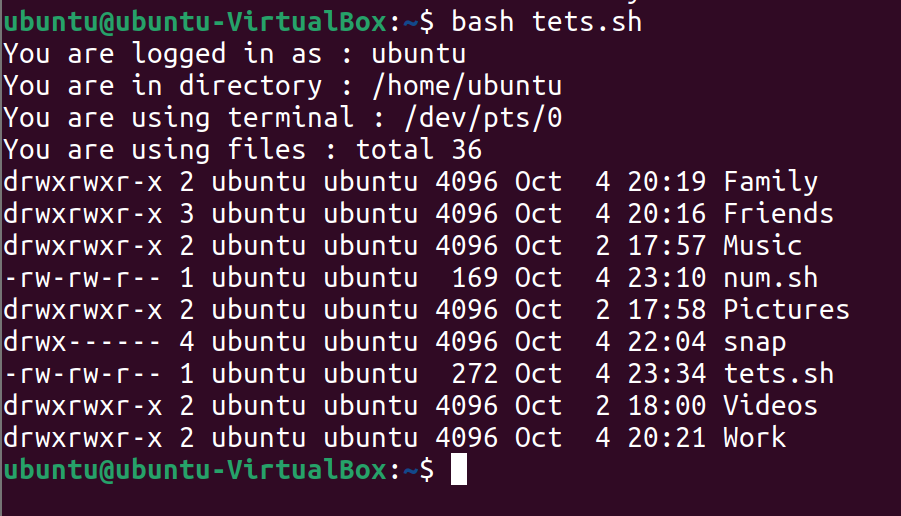 ubuntu@ubuntu-VirtualBox:~$ bash tets.sh
You are logged in as : ubuntu
You are in directory : /home/ubuntu
You are using terminal : /dev/pts/0
You are using files : total 36
drwxrwxr-x 2 ubuntu ubuntu 4096 Oct  4 20:19 Family
drwxrwxr-x 3 ubuntu ubuntu 4096 Oct  4 20:16 Friends
drwxrwxr-x 2 ubuntu ubuntu 4096 Oct  2 17:57 Music
-rw-rw-r-- 1 ubuntu ubuntu  169 Oct  4 23:10 num.sh
drwxrwxr-x 2 ubuntu ubuntu 4096 Oct  2 17:58 Pictures
drwx------ 4 ubuntu ubuntu 4096 Oct  4 22:04 snap
-rw-rw-r-- 1 ubuntu ubuntu  272 Oct  4 23:34 tets.sh
drwxrwxr-x 2 ubuntu ubuntu 4096 Oct  2 18:00 Videos
drwxrwxr-x 2 ubuntu ubuntu 4096 Oct  4 20:21 Work
ubuntu@ubuntu-VirtualBox:~$